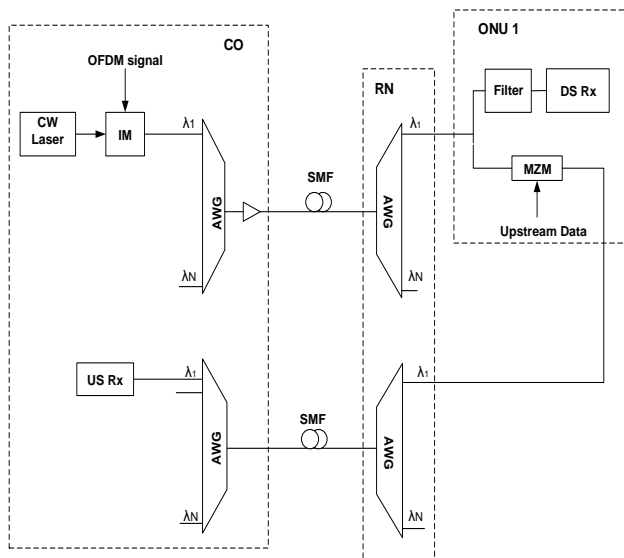 CO
OFDM signal
CW
Laser
IM
λ1
AWG
λN
SMF
RN
λ1
AWG
λN
ONU 1
Filter
DS Rx
MZM
Upstream Data
US Rx
λ1
AWG
λN
SMF
λ1
AWG
λN